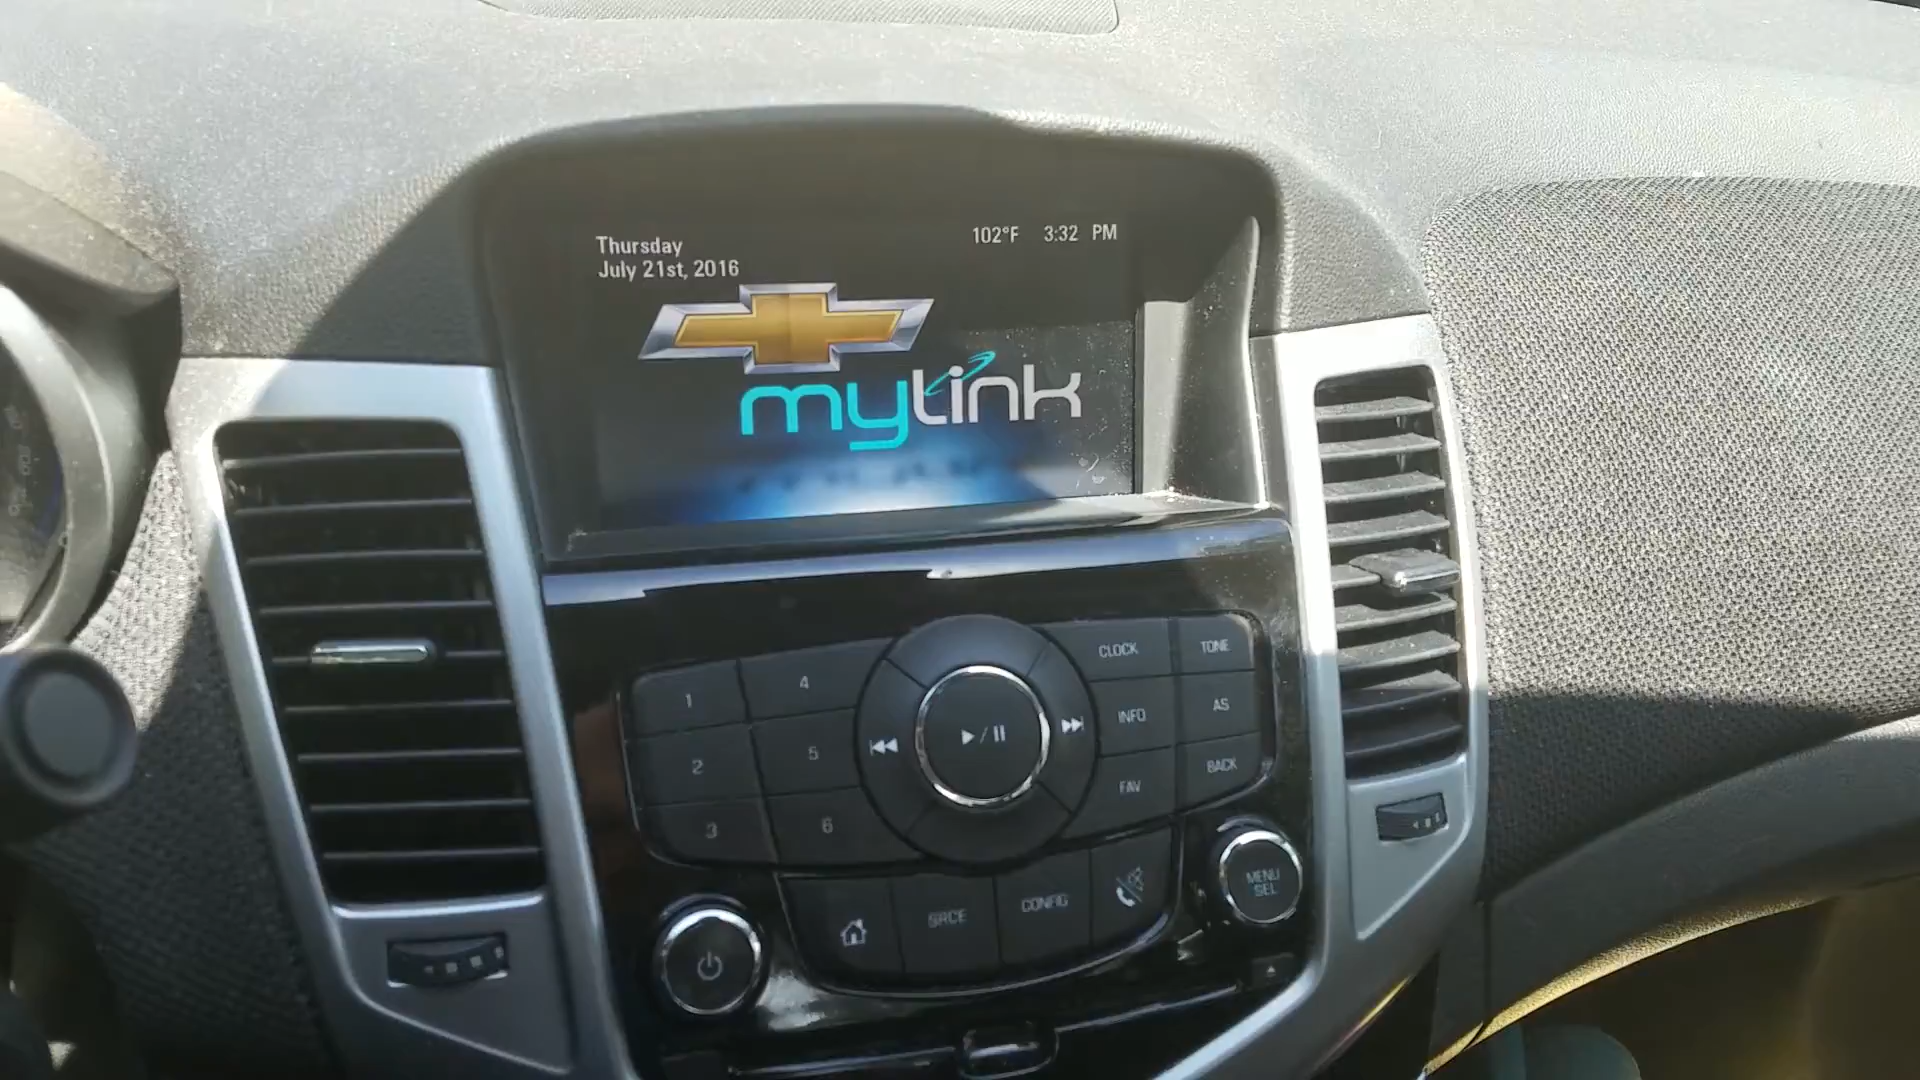 Thursday
July 21st, 2016
102°F 3:32 PM
mylink
1
4
CLOCK
TONE
2
5
INFO
AS
3
6
FAV
BACK
SRCE
CONFIG
MENU
SEL